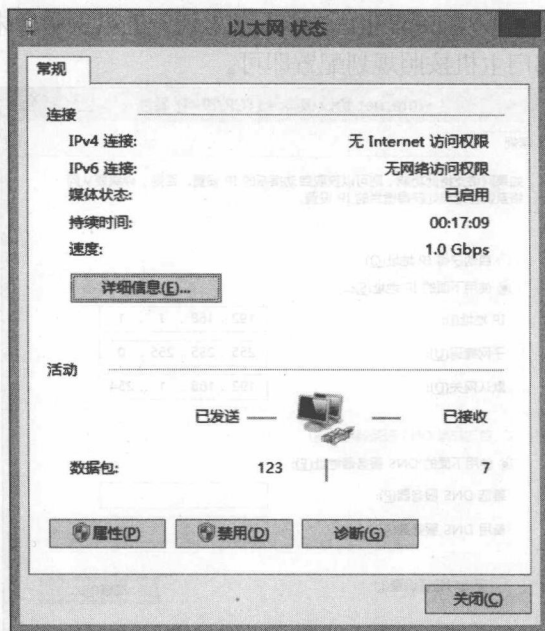 以太网 状态
常规
连接
IPv4 连接: 无 Internet 访问权限
IPv6 连接: 无网络访问权限
媒体状态: 已启用
持续时间: 00:17:09
速度: 1.0 Gbps
详细信息(E)...
活动
已发送 — — 已接收
数据包: 123 7
属性(P) 禁用(D) 诊断(G)
关闭(C)